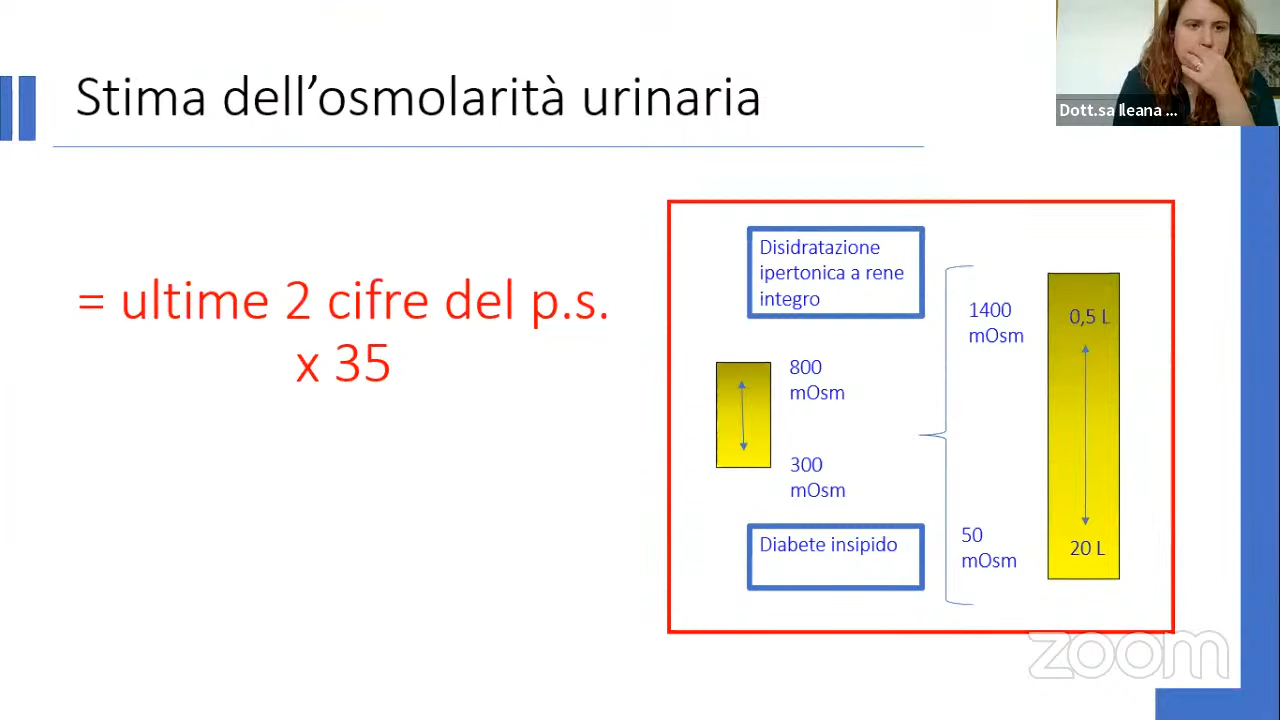 Stima dell’osmolarità urinaria
Dott.sa Ileana ...
= ultime 2 cifre del p.s.
x 35
Disidratazione
ipertonica a rene
integro
800
mOsm
300
mOsm
Diabete insipido
1400
mOsm
50
mOsm
0,5 L
20 L
zoom